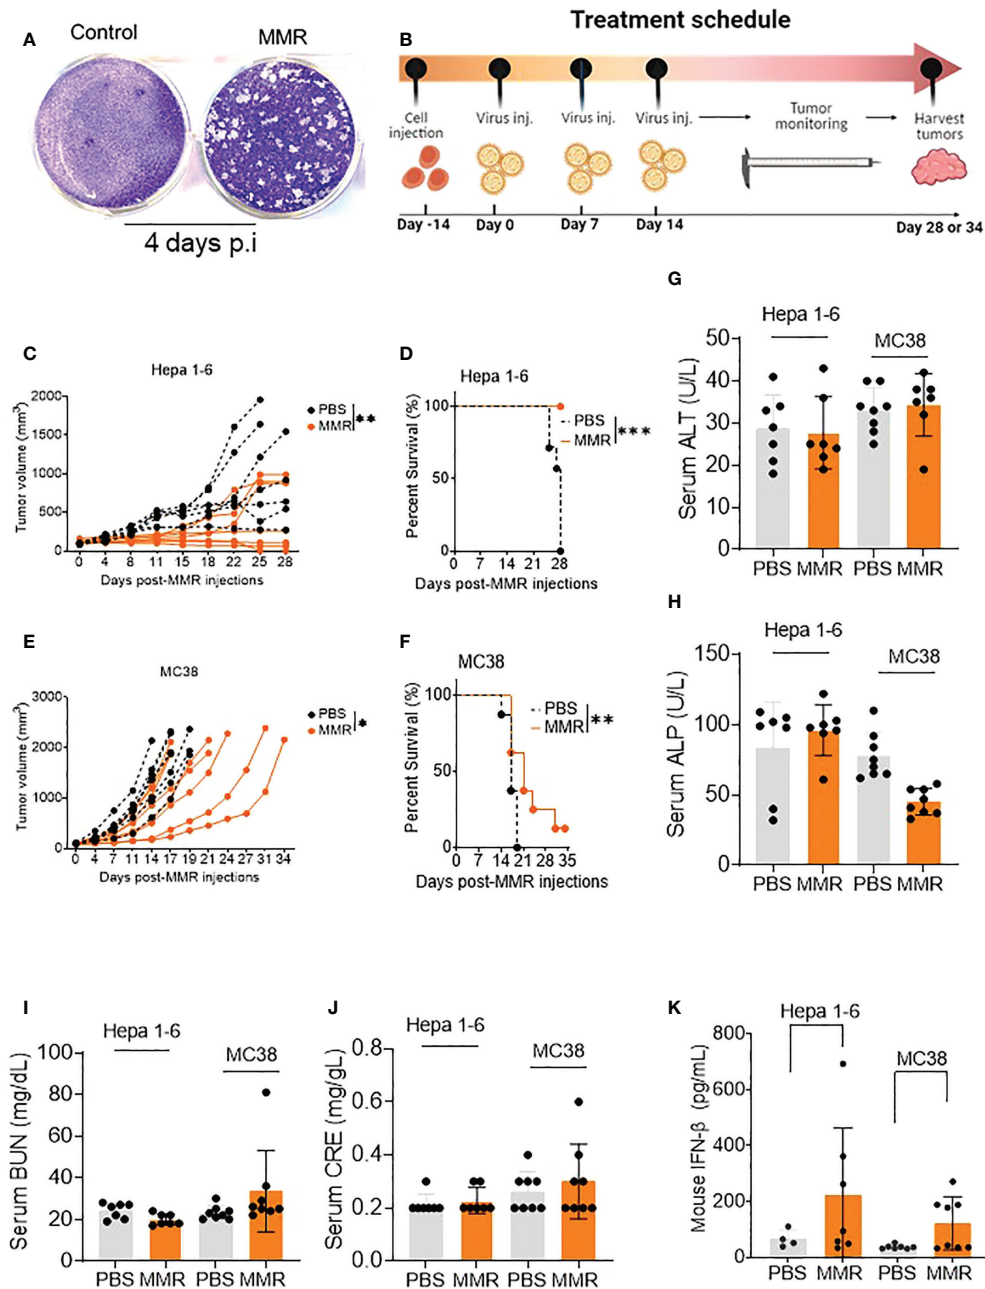 A
Control
MMR
4 days p.i
B
Treatment schedule
Cell injection
Virus inj.
Virus inj.
Virus inj.
Tumor monitoring
Harvest tumors
Day -14
Day 0
Day 7
Day 14
Day 28 or 34
C
Hepa 1-6
Tumor volume (mm³)
2000
1500
1000
500
0
0 4 8 11 15 18 22 25 28
Days post-MMR injections
PBS
MMR
**
D
Hepa 1-6
Percent Survival (%)
100
50
0
0 7 14 21 28
Days post-MMR injections
PBS
MMR
***
E
MC38
Tumor volume (mm³)
3000
2000
1000
0
0 4 7 11 14 17 19 21 24 27 31 34
Days post-MMR injections
PBS
MMR
*
F
MC38
Percent Survival (%)
100
50
0
0 7 14 21 28 35
Days post-MMR injections
PBS
MMR
**
G
Hepa 1-6
MC38
Serum ALT (U/L)
50
40
30
20
10
0
PBS MMR PBS MMR
H
Hepa 1-6
MC38
Serum ALP (U/L)
150
100
50
0
PBS MMR PBS MMR
I
Hepa 1-6
MC38
Serum BUN (mg/dL)
100
80
60
40
20
0
PBS MMR PBS MMR
J
Hepa 1-6
MC38
Serum CRE (mg/gL)
0.8
0.6
0.4
0.2
0.0
PBS MMR PBS MMR
K
Hepa 1-6
MC38
Mouse IFN-β (pg/mL)
800
600
400
200
0
PBS MMR PBS MMR